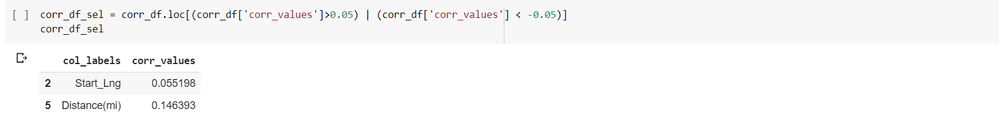 [ ] corr_df_sel = corr_df.loc[(corr_df['corr_values']>0.05) | (corr_df['corr_values'] < -0.05)]
corr_df_sel
col_labels corr_values
2 Start_Lng 0.055198
5 Distance(mi) 0.146393